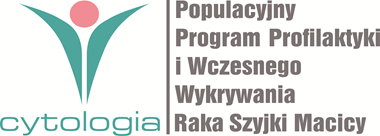 cytologia
Populacyjny
Program Profilaktyki
i Wczesnego
Wykrywania
Raka Szyjki Macicy